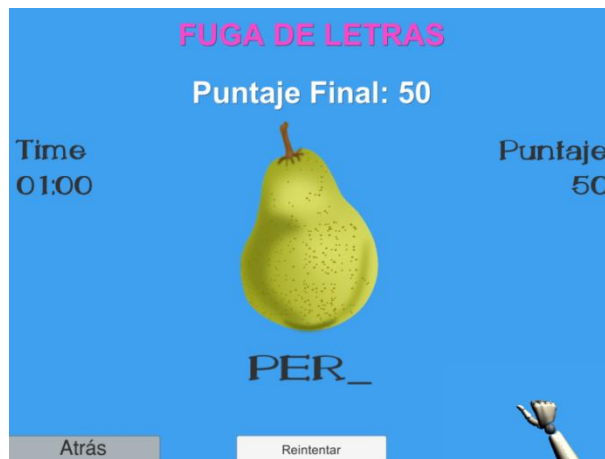 FUGA DE LETRAS
Puntaje Final: 50
Time
01:00
Puntaje
50
PER_
Atrás
Reintentar